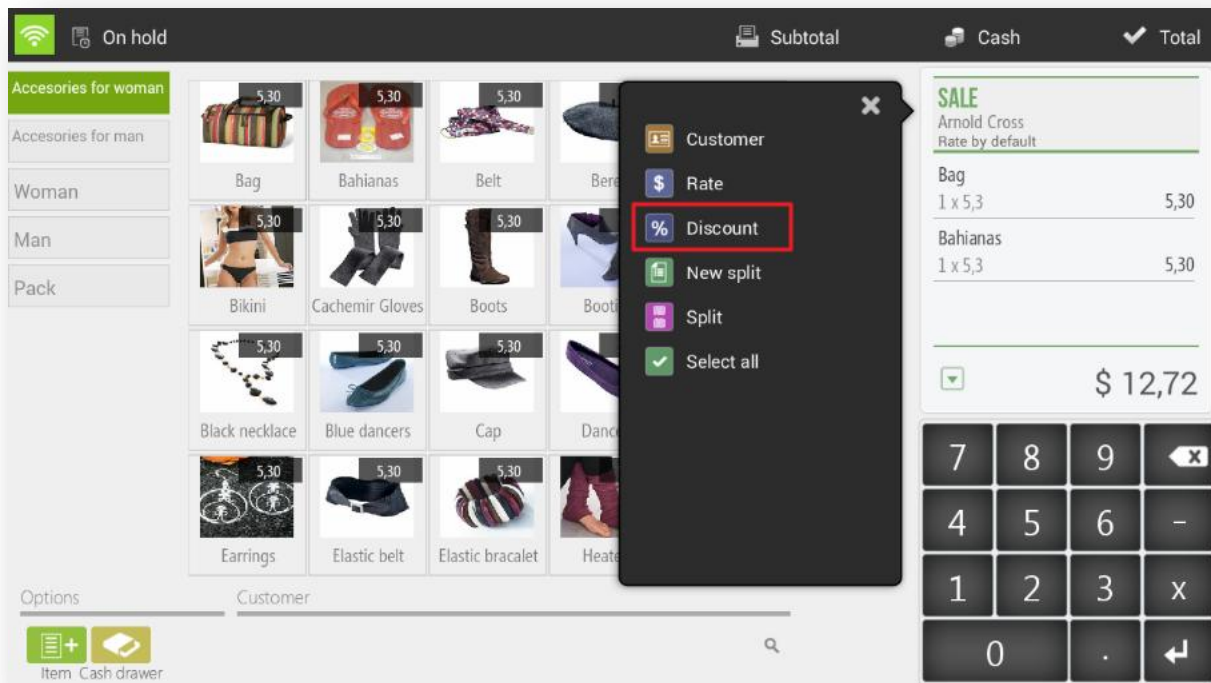 On hold
Subtotal
Cash
Total
Accesories for woman
Accesories for man
Woman
Man
Pack
5,30
5,30
5,30
Bag
Bahianas
Belt
Bere
5,30
5,30
5,30
Bikini
Cachemir Gloves
Boots
Booti
5,30
5,30
5,30
Black necklace
Blue dancers
Cap
Dance
5,30
5,30
5,30
Earrings
Elastic belt
Elastic bracalet
Heate
Customer
$ Rate
% Discount
New split
Split
Select all
SALE
Arnold Cross
Rate by default
Bag
1 x 5,3 5,30
Bahianas
1 x 5,3 5,30
$ 12,72
7 8 9 x
4 5 6 -
1 2 3 X
0 .
Options
Customer
Item
Cash drawer